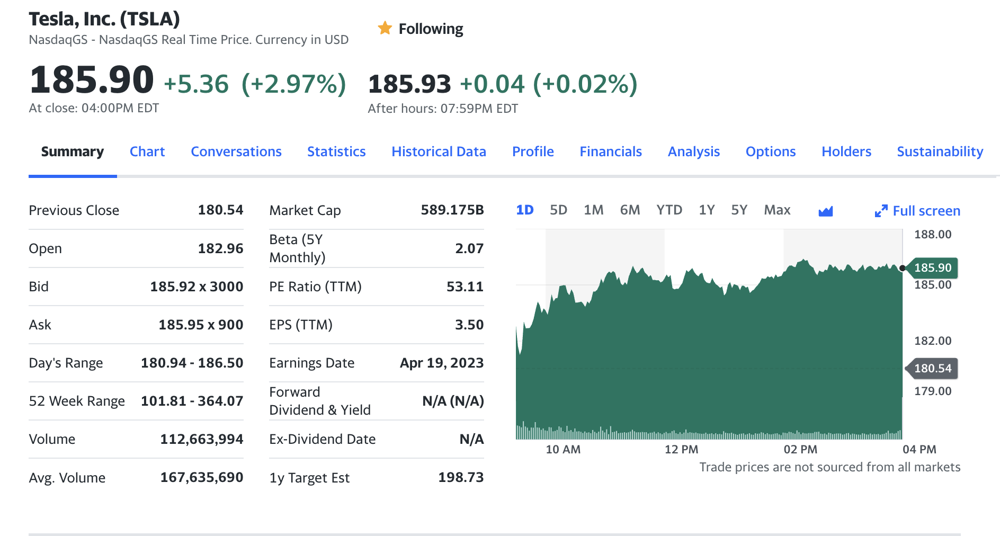 Tesla, Inc. (TSLA)
NasdaqGS - NasdaqGS Real Time Price. Currency in USD
Following
185.90 +5.36 (+2.97%)
At close: 04:00PM EDT
185.93 +0.04 (+0.02%)
After hours: 07:59PM EDT
Summary Chart Conversations Statistics Historical Data Profile Financials Analysis Options Holders Sustainability
Previous Close 180.54
Open 182.96
Bid 185.92 x 3000
Ask 185.95 x 900
Day's Range 180.94 - 186.50
52 Week Range 101.81 - 364.07
Volume 112,663,994
Avg. Volume 167,635,690
Market Cap 589.175B
Beta (5Y
Monthly) 2.07
PE Ratio (TTM) 53.11
EPS (TTM) 3.50
Earnings Date Apr 19, 2023
Forward
Dividend & Yield N/A (N/A)
Ex-Dividend Date N/A
1y Target Est 198.73
1D 5D 1M 6M YTD 1Y 5Y Max Full screen
188.00
185.90
185.00
182.00
180.54
179.00
10 AM 12 PM 02 PM 04 PM
Trade prices are not sourced from all markets